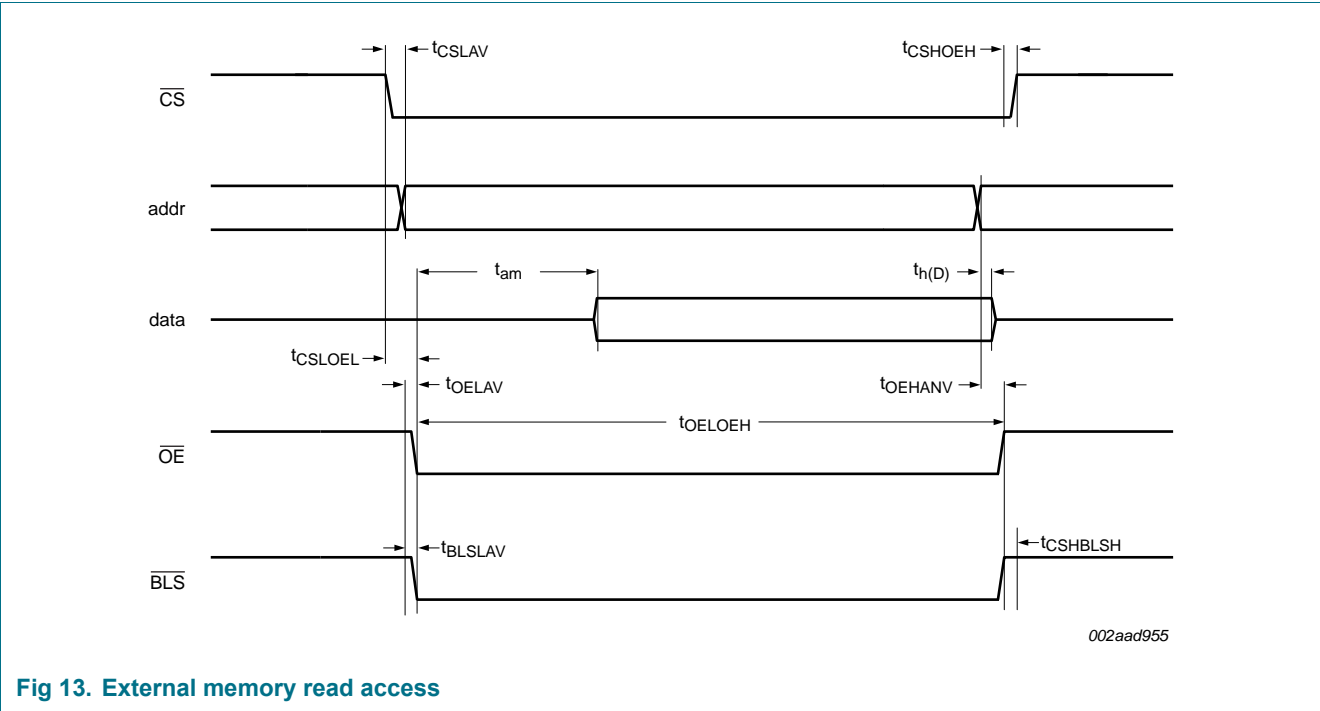 tCSLAV
tCSHOEH
CS
addr
tam
th(D)
data
tCSLOEL
tOELAV
tOEHANV
tOELOEH
OE
tBLSLAV
tCSHBLSH
BLS
002aad955
Fig 13. External memory read access